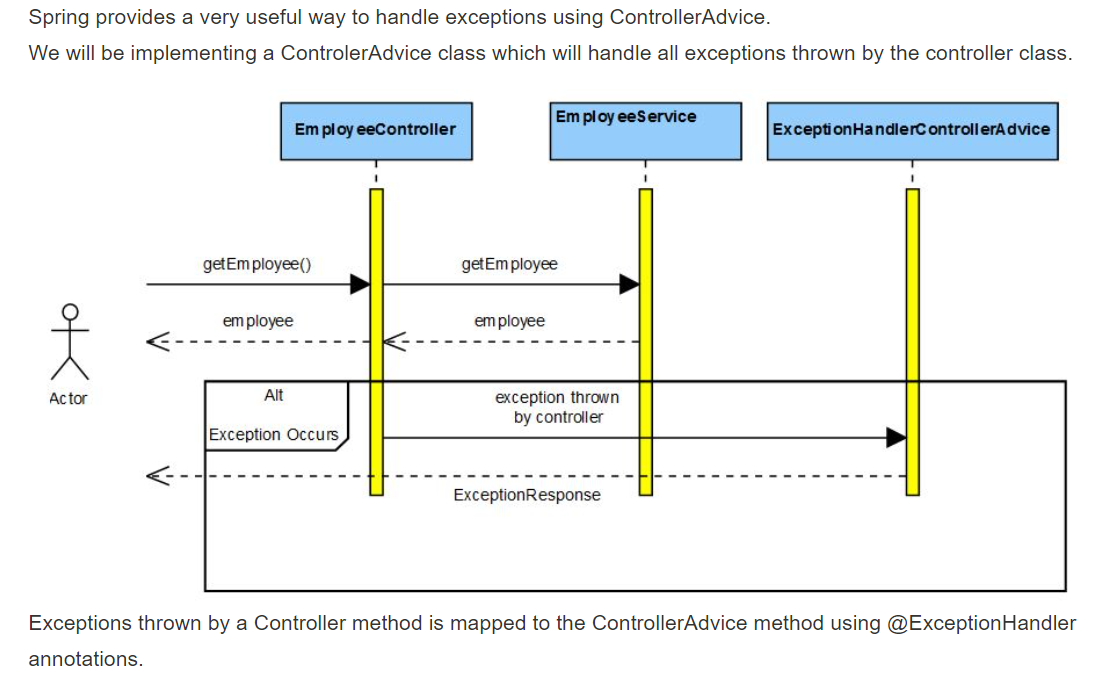 Spring provides a very useful way to handle exceptions using ControllerAdvice.
We will be implementing a ControlerAdvice class which will handle all exceptions thrown by the controller class.
EmployeeController
EmployeeService
ExceptionHandlerControllerAdvice
getEmployee()
getEmployee
employee
employee
Actor
Alt
Exception Occurs
exception thrown
by controller
ExceptionResponse
Exceptions thrown by a Controller method is mapped to the ControllerAdvice method using @ExceptionHandler
annotations.